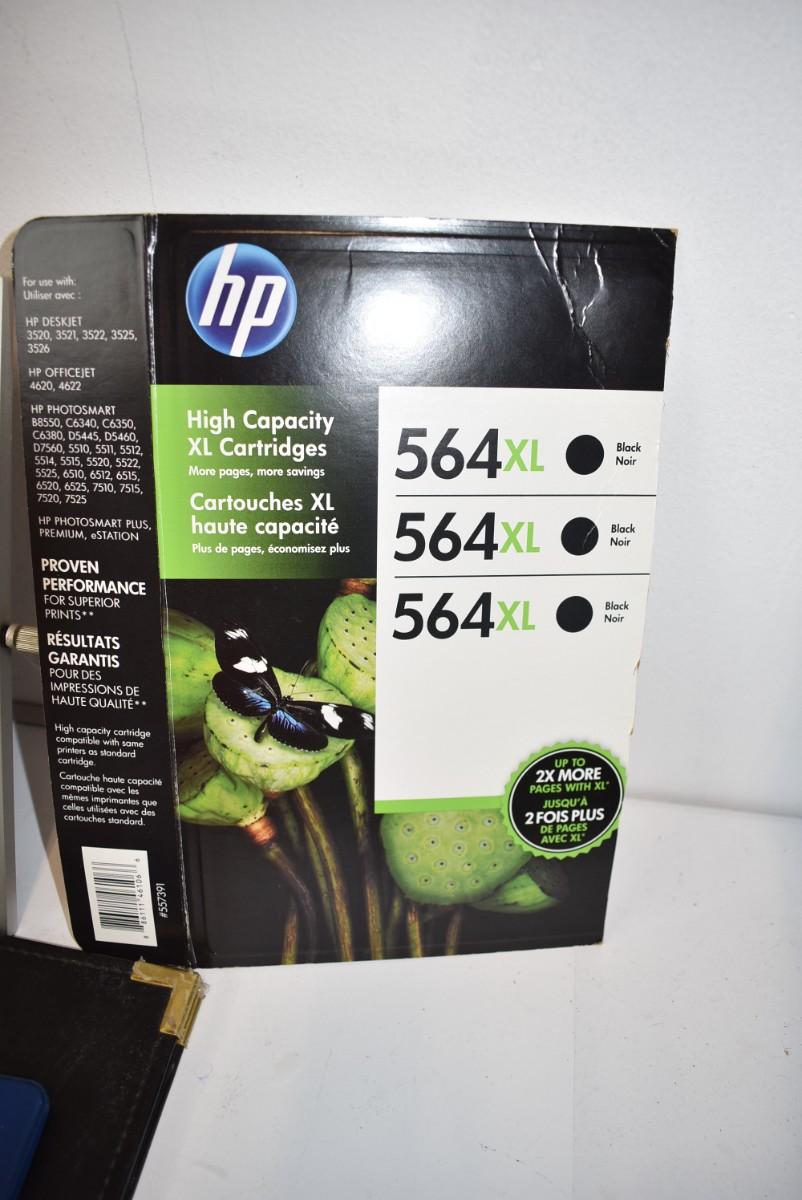 For use with:
Utiliser avec :
HP DESKJET
3520, 3521, 3522, 3525,
3526
HP OFFICEJET
4620, 4622
HP PHOTOSMART
B8550, C6340, C6350,
C6380, D5445, D5460,
D7560, 5510, 5511, 5512,
5514, 5515, 5520, 5522,
5525, 6510, 6512, 6515,
6520, 6525, 7510, 7515,
7520, 7525
HP PHOTOSMART PLUS,
PREMIUM, eSTATION
PROVEN
PERFORMANCE
FOR SUPERIOR
PRINTS**
RÉSULTATS
GARANTIS
POUR DES
IMPRESSIONS DE
HAUTE QUALITÉ**
High capacity cartridge
compatible with same
printers as standard
cartridge.
Cartouche haute capacité
compatible avec les
mêmes imprimantes que
celles utilisées avec des
cartouches standard.
8 86111 46106 6
#557391
hp
High Capacity
XL Cartridges
More pages, more savings
Cartouches XL
haute capacité
Plus de pages, économisez plus
564XL Black
Noir
564XL Black
Noir
564XL Black
Noir
UP TO
2X MORE
PAGES WITH XL*
JUSQU'À
2 FOIS PLUS
DE PAGES
AVEC XL*